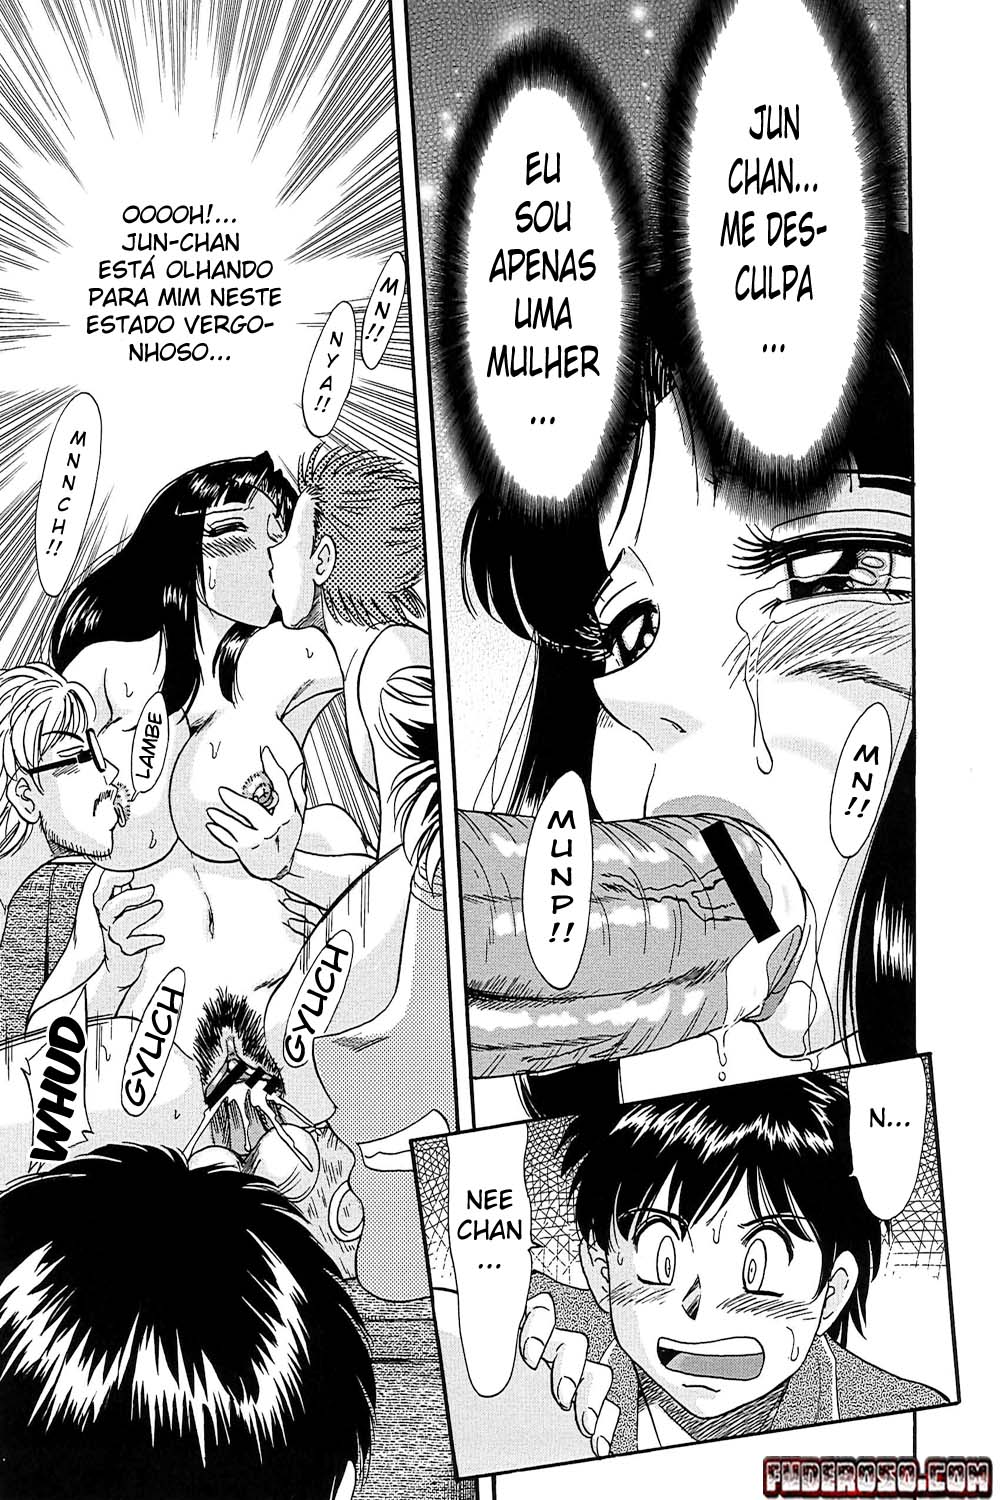 JUN
CHAN...
ME DES-
CULPA
...
EU
SOU
APENAS
UMA
MULHER
...
MN!!
MUNP!!
OOOOH!...
JUN-CHAN
ESTÁ OLHANDO
PARA MIM NESTE
ESTADO VERGO-
NHOSO...
MN!!
NYA!!
MNNCH!!
LAMBE
GYUCH
GYUCH
WHUD
N...
NEE
CHAN
...
FUDEROSO.COM